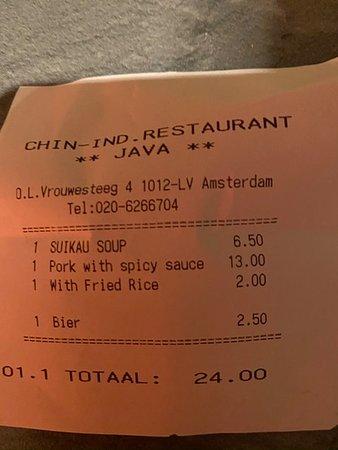 CHIN-IND.RESTAURANT
** JAVA **
O.L.Vrouwesteeg 4 1012-LV Amsterdam
Tel:020-6266704
===================================
1 SUIKAU SOUP 6.50
1 Pork with spicy sauce 13.00
1 With Fried Rice 2.00
1 Bier 2.50
===================================
01.1 TOTAAL: 24.00